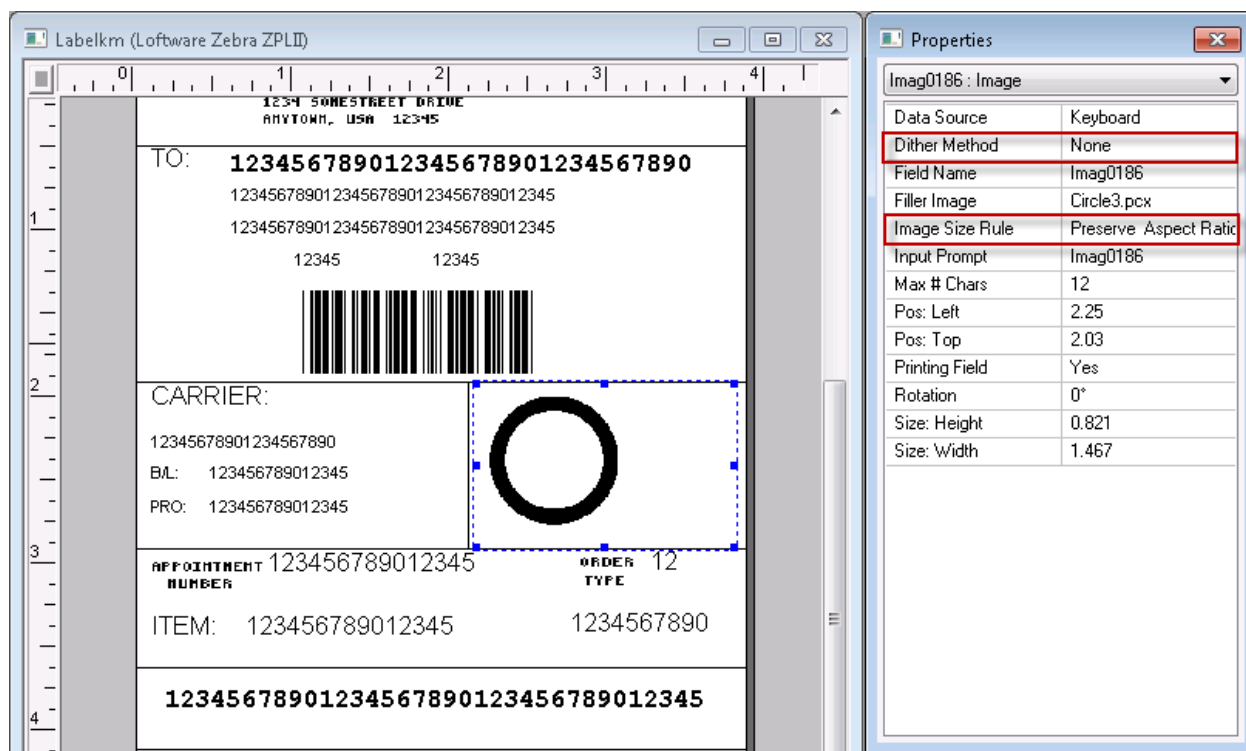 Labelkm (Loftware Zebra ZPLII)
0 1 2 3 4
1234 SOMESTREET DRIVE
ANYTOWN, USA 12345
TO: 123456789012345678901234567890
12345678901234567890123456789012345
1
12345678901234567890123456789012345
12345 12345
2
CARRIER:
12345678901234567890
B/L: 123456789012345
PRO: 123456789012345
3
APPOINTMENT 123456789012345 ORDER 12
NUMBER TYPE
ITEM: 123456789012345 1234567890
12345678901234567890123456789012345
4
Properties
Imag0186 : Image
Data Source Keyboard
Dither Method None
Field Name Imag0186
Filler Image Circle3.pcx
Image Size Rule Preserve Aspect Ratio
Input Prompt Imag0186
Max # Chars 12
Pos: Left 2.25
Pos: Top 2.03
Printing Field Yes
Rotation 0°
Size: Height 0.821
Size: Width 1.467